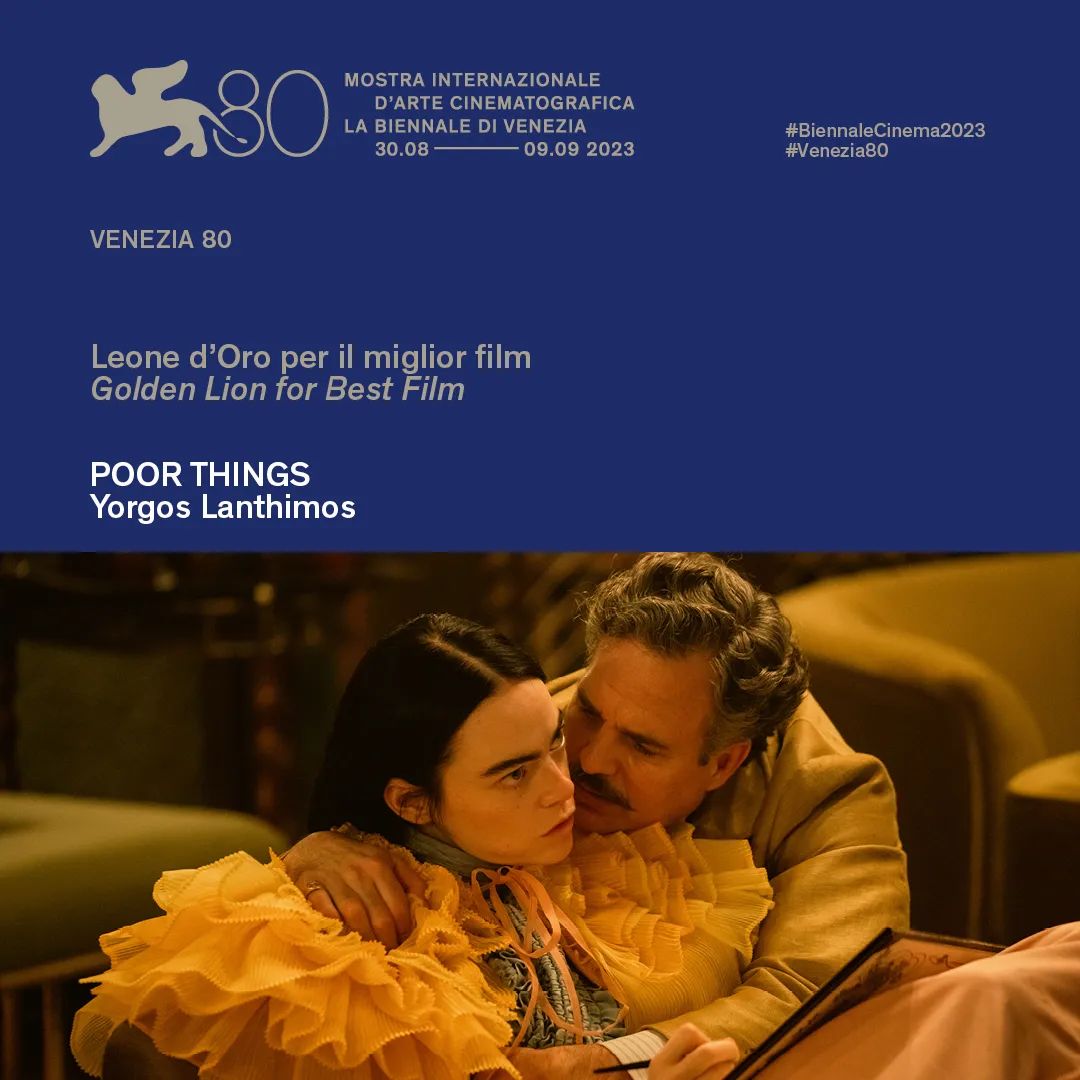 80
MOSTRA INTERNAZIONALE
D’ARTE CINEMATOGRAFICA
LA BIENNALE DI VENEZIA
30.08 — 09.09 2023
#BiennaleCinema2023
#Venezia80
VENEZIA 80
Leone d’Oro per il miglior film
Golden Lion for Best Film
POOR THINGS
Yorgos Lanthimos